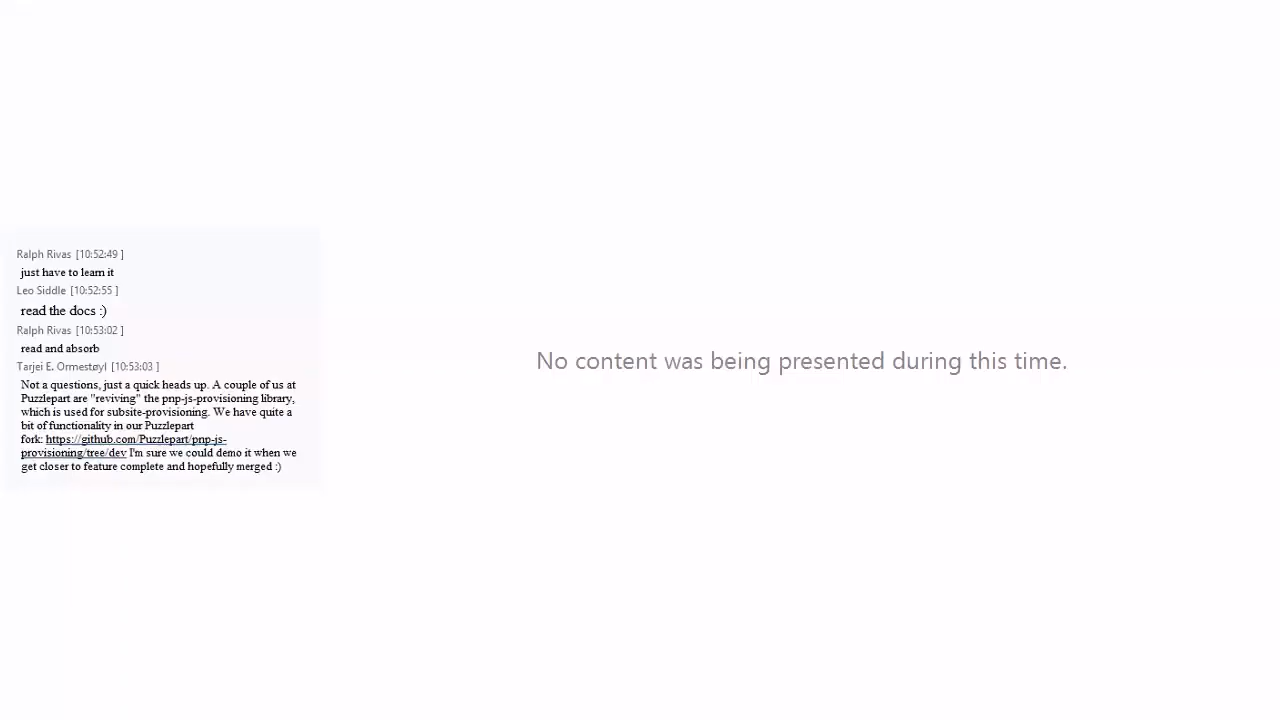 Ralph Rivas [10:52:49 ]
just have to learn it
Leo Siddle [10:52:55 ]
read the docs :)
Ralph Rivas [10:53:02 ]
read and absorb
Tarjei E. Ormestøyl [10:53:03 ]
Not a questions, just a quick heads up. A couple of us at
Puzzlepart are "reviving" the pnp-js-provisioning library,
which is used for subsite-provisioning. We have quite a
bit of functionality in our Puzzlepart
fork: https://github.com/Puzzlepart/pnp-js-
provisioning/tree/dev I'm sure we could demo it when we
get closer to feature complete and hopefully merged :)
No content was being presented during this time.